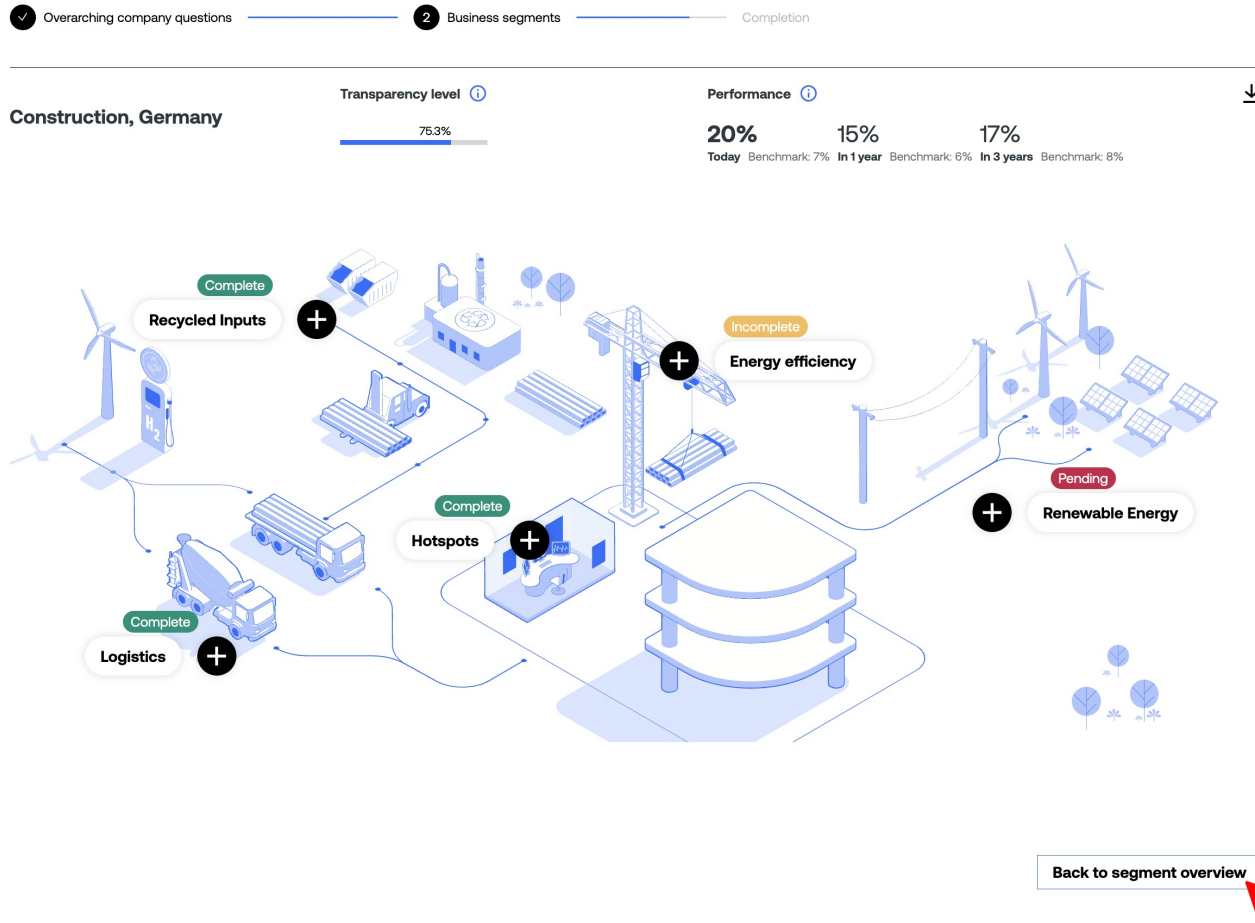 Overarching company questions
2 Business segments
Completion
Construction, Germany
Transparency level
75.3%
Performance
20% 15% 17%
Today Benchmark: 7% In 1 year Benchmark: 6% In 3 years Benchmark: 8%
Complete
Recycled Inputs
Incomplete
Energy efficiency
H2
Pending
Renewable Energy
Complete
Hotspots
Complete
Logistics
Back to segment overview